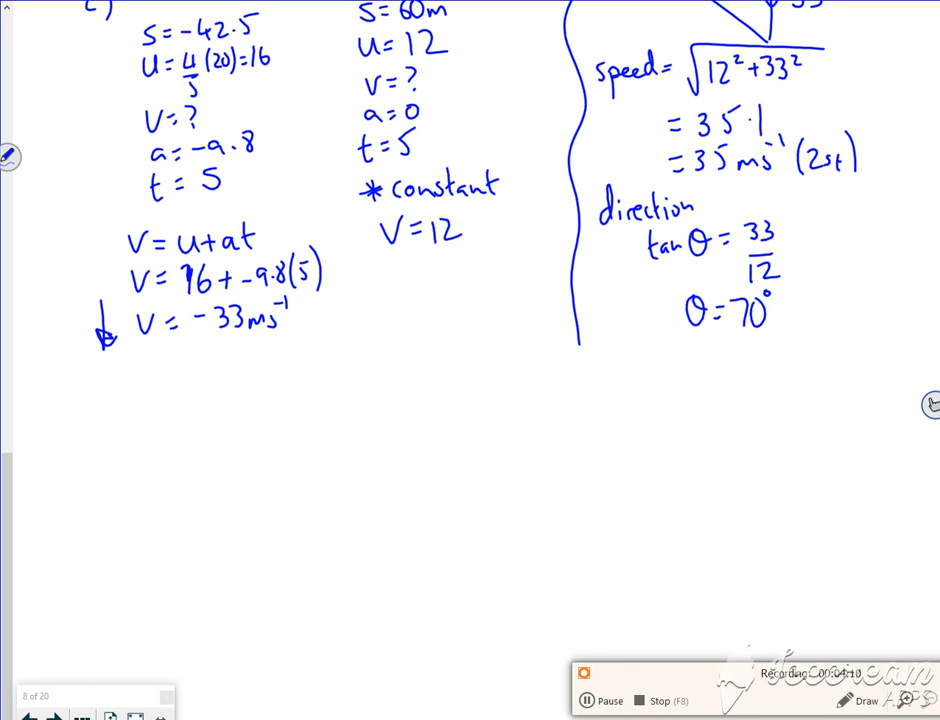 c)
s = -42.5
u = 4/5 (20) = 16
v = ?
a = -9.8
t = 5
v = u + at
v = 16 + -9.8(5)
v = -33ms⁻¹
s = 60m
u = 12
v = ?
a = 0
t = 5
* constant
v = 12
33
speed = √12² + 33²
= 35.1
= 35 ms⁻¹ (2sf)
direction
tan θ = 33/12
θ = 70°
8 of 20
Recording: 00:04:10
Pause
Stop (F8)
Draw
APPS